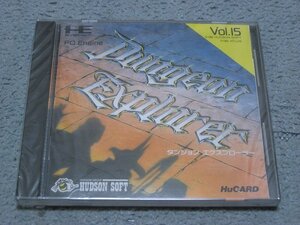 PC Engine
Vol.15
Dungeon
Explorer
ダンジョン・エクスプローラー
HUDSON SOFT
HuCARD